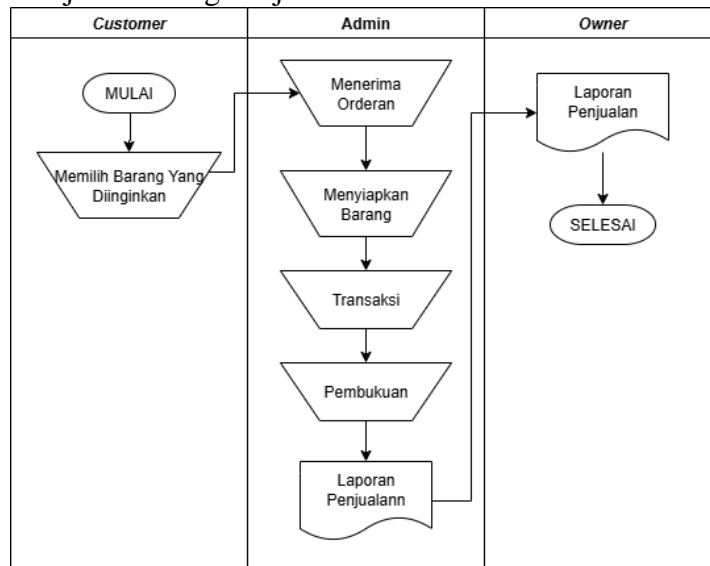 Customer
Admin
Owner
MULAI
Memilih Barang Yang
Diinginkan
Menerima
Orderan
Menyiapkan
Barang
Transaksi
Pembukuan
Laporan
Penjualann
Laporan
Penjualan
SELESAI